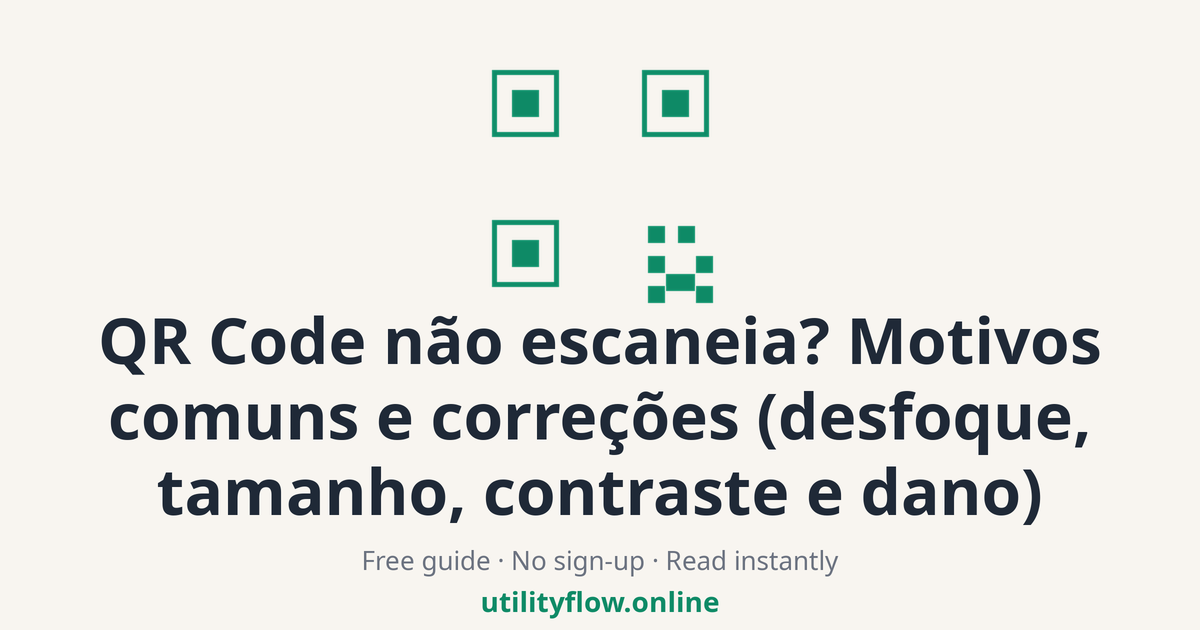 QR Code não escaneia? Motivos
comuns e correções (desfoque,
tamanho, contraste e dano)
Free guide · No sign-up · Read instantly
utilityflow.online